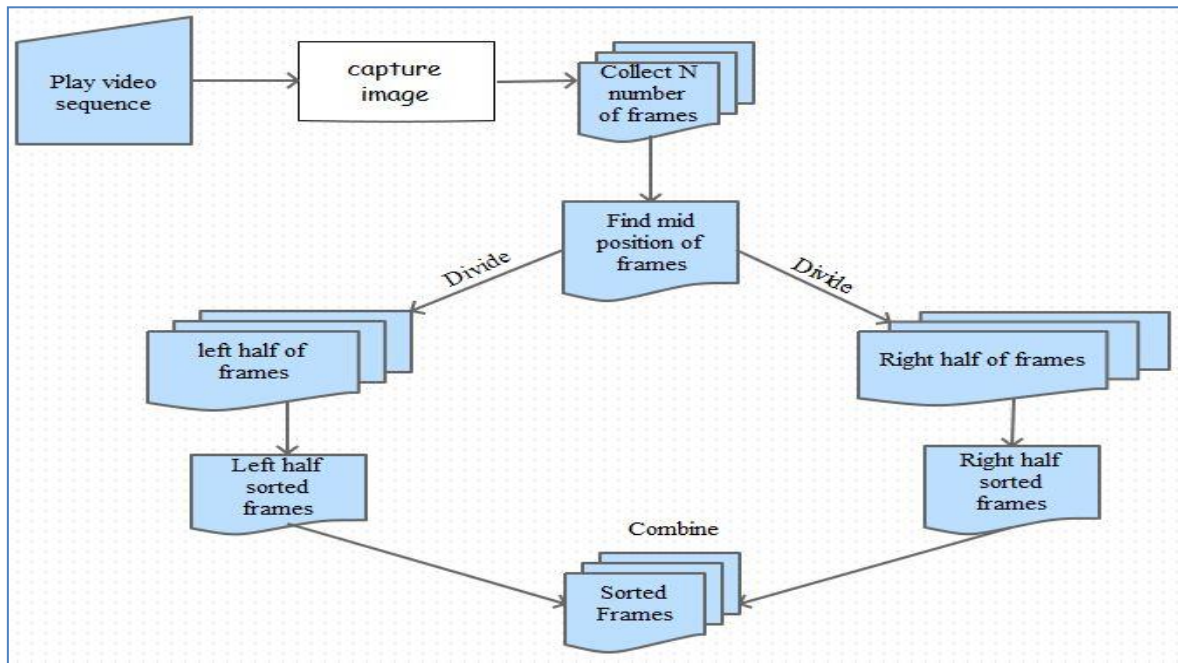 Play video
sequence
capture
image
Collect N
number
of frames
Find mid
position of
frames
Divide
Divide
left half of
frames
Right half of frames
Left half
sorted
frames
Right half
sorted
frames
Combine
Sorted
Frames